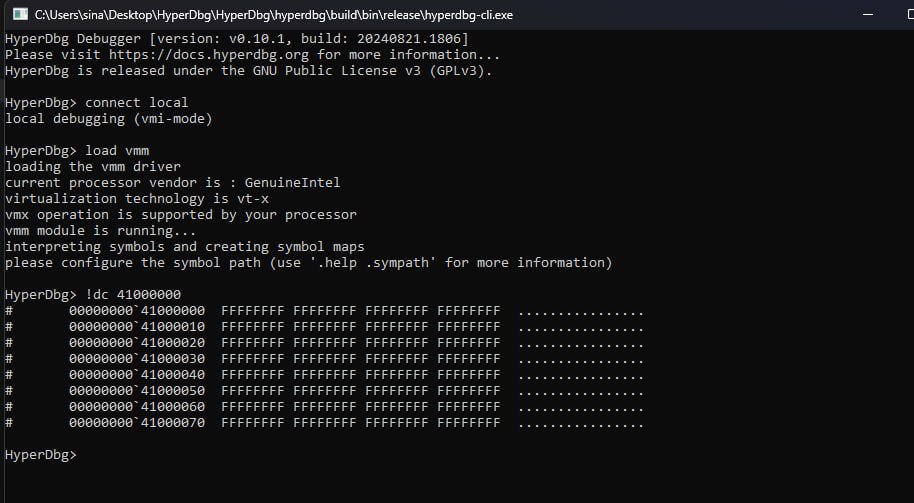 C:\Users\sina\Desktop\HyperDbg\HyperDbg\hyperdbg\build\bin\release\hyperdbg-cli.exe
HyperDbg Debugger [version: v0.10.1, build: 20240821.1806]
Please visit https://docs.hyperdbg.org for more information...
HyperDbg is released under the GNU Public License v3 (GPLv3).
HyperDbg> connect local
local debugging (vmi-mode)
HyperDbg> load vmm
loading the vmm driver
current processor vendor is : GenuineIntel
virtualization technology is vt-x
vmx operation is supported by your processor
vmm module is running...
interpreting symbols and creating symbol maps
please configure the symbol path (use '.help .sympath' for more information)
HyperDbg> !dc 41000000
#       00000000`41000000  FFFFFFFF FFFFFFFF FFFFFFFF FFFFFFFF  ................
#       00000000`41000010  FFFFFFFF FFFFFFFF FFFFFFFF FFFFFFFF  ................
#       00000000`41000020  FFFFFFFF FFFFFFFF FFFFFFFF FFFFFFFF  ................
#       00000000`41000030  FFFFFFFF FFFFFFFF FFFFFFFF FFFFFFFF  ................
#       00000000`41000040  FFFFFFFF FFFFFFFF FFFFFFFF FFFFFFFF  ................
#       00000000`41000050  FFFFFFFF FFFFFFFF FFFFFFFF FFFFFFFF  ................
#       00000000`41000060  FFFFFFFF FFFFFFFF FFFFFFFF FFFFFFFF  ................
#       00000000`41000070  FFFFFFFF FFFFFFFF FFFFFFFF FFFFFFFF  ................
HyperDbg>